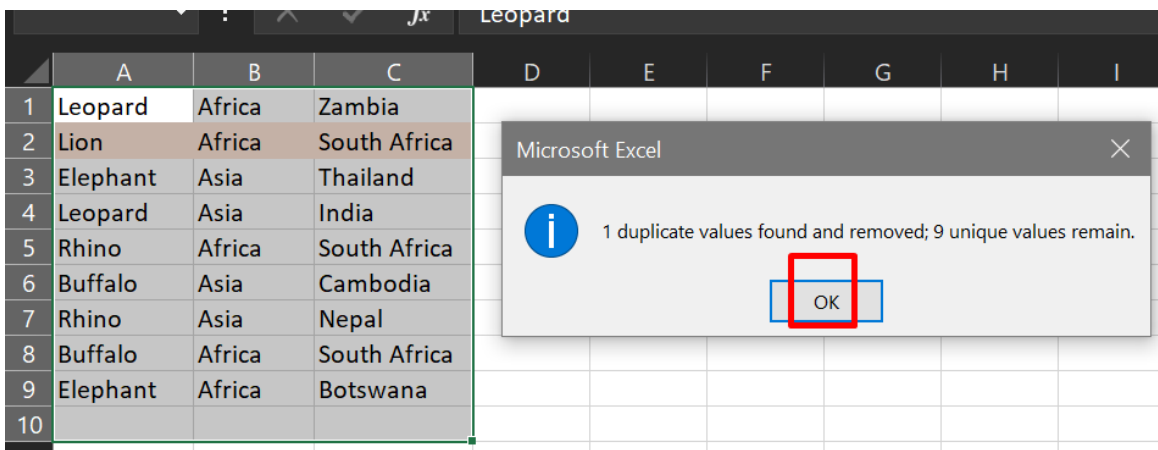 fx Leopard
A B C D E F G H I
1 Leopard Africa Zambia
2 Lion Africa South Africa
3 Elephant Asia Thailand
4 Leopard Asia India
5 Rhino Africa South Africa
6 Buffalo Asia Cambodia
7 Rhino Asia Nepal
8 Buffalo Africa South Africa
9 Elephant Africa Botswana
10
Microsoft Excel
1 duplicate values found and removed; 9 unique values remain.
OK